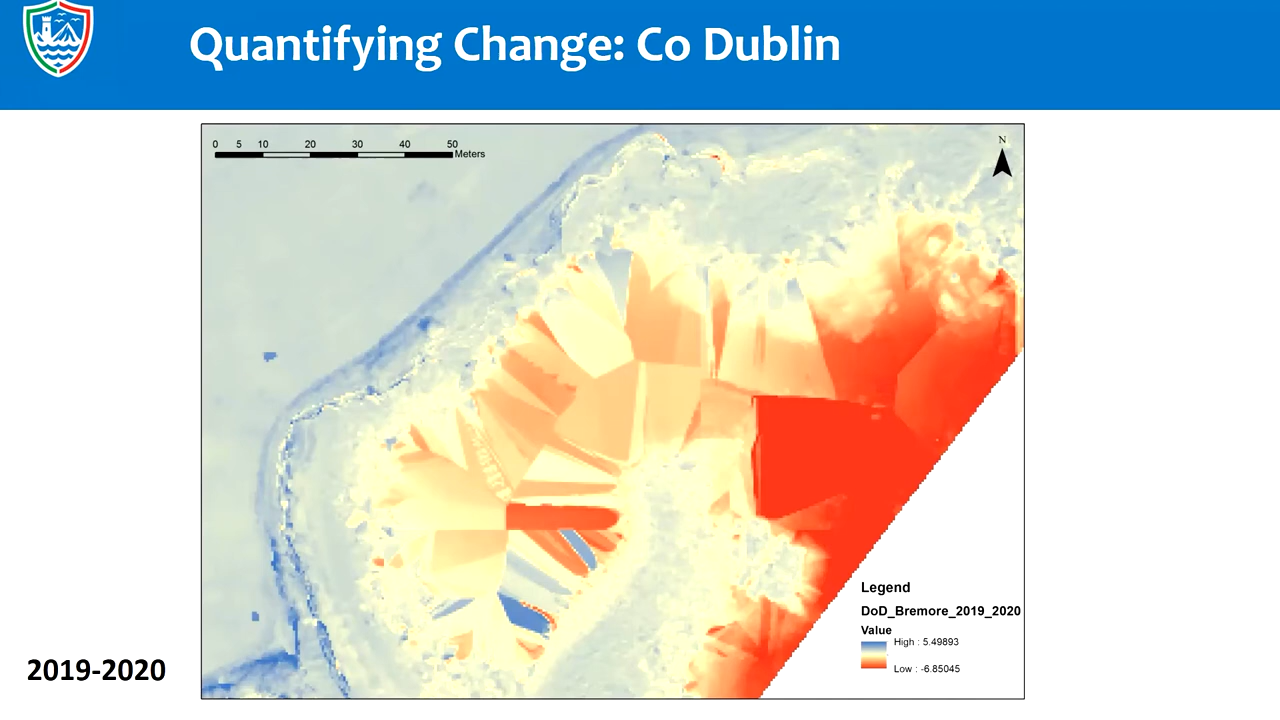 Quantifying Change: Co Dublin
0 5 10 20 30 40 50
Meters
N
Legend
DoD_Bremore_2019_2020
Value
High : 5.49893
Low : -6.85045
2019-2020